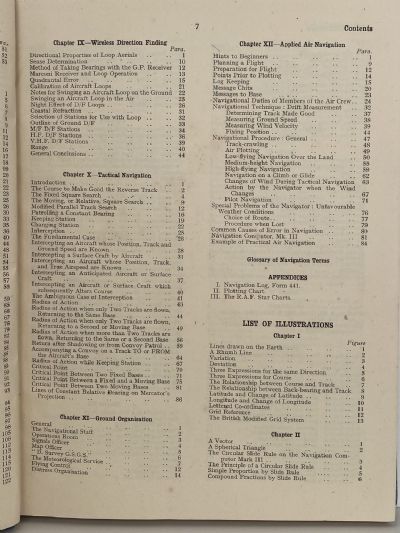 7
Contents
Chapter IX—Wireless Direction Finding
Para.
Directional Properties of Loop Aerials .. 1
Sense Determination .. 10
Method of Taking Bearings with the G.P. Receiver 12
Marconi Receiver and Loop Operation .. 13
Quadrantal Error .. 15
Calibration of Aircraft Loops .. 21
Notes for Swinging an Aircraft Loop on the Ground 22
Swinging an Aircraft Loop in the Air .. 25
Night Effect of D/F Loops ..
Coastal Refraction ..
Selection of Stations for Use with Loop .. 32
Outline of Ground D/F .. 33
M/F D/F Stations .. 34
H.F. D/F Stations .. 36
V.H.F. D/F Stations .. 39
Range .. 40
General Conclusions .. 44
Chapter X—Tactical Navigation
Introduction .. 1
The Course to Make Good the Reverse Track .. 2
The Fixed Square Search ..
The Moving, or Relative, Square Search ..
Modified Parallel Track Search .. 12
Patrolling a Constant Bearing .. 16
Keeping Station .. 19
Changing Station .. 22
Interception .. 25
The Fundamental Case .. 26
Intercepting an Aircraft whose Position, Track and
Ground Speed are Known .. 28
Intercepting a Surface Craft by Aircraft .. 31
Intercepting an Aircraft whose Position, Track,
and True Airspeed are Known .. 34
Intercepting an Anticipated Aircraft or Surface
Craft .. 37
Intercepting an Aircraft or Surface Craft which
subsequently Alters Course .. 40
The Ambiguous Case of Interception .. 41
Radius of Action .. 43
Radius of Action when only Two Tracks are flown,
Returning to the Same Base .. 44
Radius of Action when only Two Tracks are flown,
Returning to a Second or Moving Base .. 49
Radius of Action when more than Two Tracks are
flown, Returning to the Same or Second Base 56
Return after Shadowing or from Convoy Patrol .. 59
Accompanying a Convoy on a Track TO or FROM
the Aircraft's Base .. 64
Radius of Action while Keeping Station .. 67
Critical Point .. 70
Critical Point Between Two Fixed Bases .. 71
Critical Point Between a Fixed and a Moving Base 75
Critical Point Between Two Moving Bases .. 81
Lines of Constant Relative Bearing on Mercator's
Projection .. 86
Chapter XI—Ground Organisation
General .. 1
The Navigational Staff .. 2
Operations Room .. 3
Signals Officer .. 4
Map Officer .. 5
" D. Survey G.S.G.S." .. 5
The Meteorological Service .. 6
Flying Control .. 7
Distress Organisation .. 14
Chapter XII—Applied Air Navigation
Para.
Hints to Beginners .. 1
Planning a Flight .. 9
Preparation for Flight .. 12
Points Prior to Plotting .. 14
Log Keeping .. 15
Message Chits .. 20
Messages to Base .. 23
Navigational Duties of Members of the Air Crew .. 24
Navigational Technique : Drift Measurement .. 32
Determining Track Made Good .. 37
Measuring Ground Speed .. 38
Measuring Wind Velocity .. 39
Fixing Position .. 44
Navigational Procedure : General .. 47
Track-crawling .. 48
Air Plotting .. 49
Low-flying Navigation Over the Land .. 50
Medium-height Navigation .. 58
High-flying Navigation .. 59
Navigation on a Climb or Glide .. 62
Changes of Wind During Tactical Navigation 63
Action by the Navigator when the Wind
Changes .. 67
Pilot Navigation .. 71
Special Problems of the Navigator : Unfavourable
Weather Conditions .. 76
Choice of Route .. 77
Procedure when Lost .. 79
Common Causes of Error in Navigation .. 80
Navigation Computer, Mk. III .. 81
Example of Practical Air Navigation .. 84
Glossary of Navigation Terms
APPENDICES
I. Navigation Log, Form 441.
II. Plotting Chart.
III. The R.A.F. Star Charts.
LIST OF ILLUSTRATIONS
Chapter I
Figure
Lines drawn on the Earth .. 1
A Rhumb Line .. 2
Variation .. 3
Deviation .. 4
Three Expressions for the same Direction .. 5
Three Expressions for Course .. 6
The Relationship between Course and Track .. 7
The Relationship between Back-bearing and Track
Latitude and Change of Latitude ..
Longitude and Change of Longitude .. 10
Lettered Co-ordinates .. 11
Grid Reference .. 12
The British Modified Grid System .. 13
Chapter II
A Vector .. 1
A Spherical Triangle .. 2
The Circular Slide Rule on the Navigation Com-
puter Mark III .. 3
The Principle of a Circular Slide Rule .. 4
Simple Proportion by Slide Rule .. 5
Compound Fractions by Slide Rule .. 6